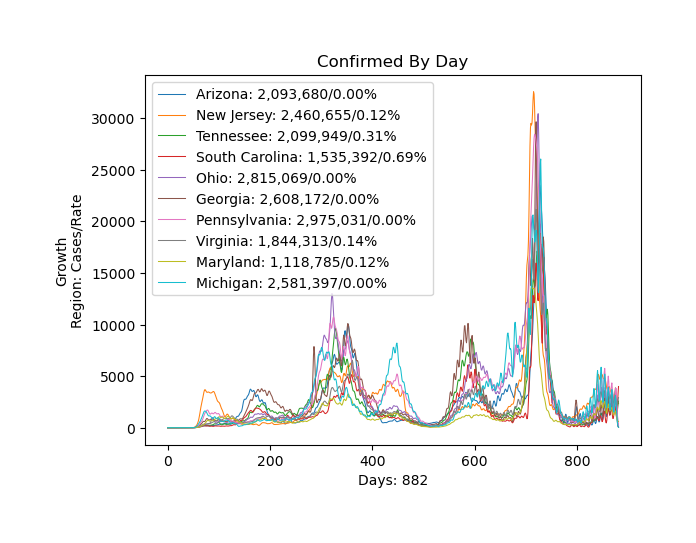 Confirmed By Day
Growth
Region: Cases/Rate
30000
25000
20000
15000
10000
5000
0
Arizona: 2,093,680/0.00%
New Jersey: 2,460,655/0.12%
Tennessee: 2,099,949/0.31%
South Carolina: 1,535,392/0.69%
Ohio: 2,815,069/0.00%
Georgia: 2,608,172/0.00%
Pennsylvania: 2,975,031/0.00%
Virginia: 1,844,313/0.14%
Maryland: 1,118,785/0.12%
Michigan: 2,581,397/0.00%
0 200 400 600 800
Days: 882